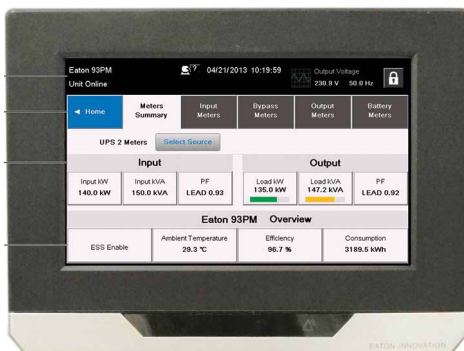 Eaton 93PM
04/21/2013 10:19:59
Output Voltage
Unit Online
230.9 V 50.0 Hz
◄ Home
Meters Summary
Input Meters
Bypass Meters
Output Meters
Battery Meters
UPS 2 Meters
Select Source
Input
Output
Input kW
140.0 kW
Input kVA
150.0 kVA
PF
LEAD 0.93
Load kW
135.0 kW
Load kVA
147.2 kVA
PF
LEAD 0.92
Eaton 93PM Overview
ESS Enable
Ambient Temperature
29.3 °C
Efficiency
96.7 %
Consumption
3189.5 kWh
EATON INNOVATION